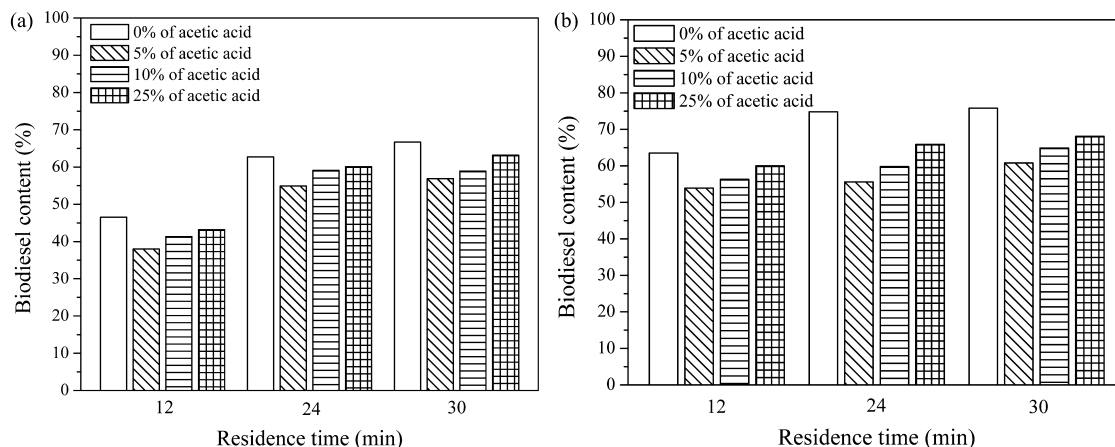 (a)
100
90
80
70
60
50
40
30
20
10
0
Biodiesel content (%)
0% of acetic acid
5% of acetic acid
10% of acetic acid
25% of acetic acid
12 24 30
Residence time (min)
(b)
100
90
80
70
60
50
40
30
20
10
0
Biodiesel content (%)
0% of acetic acid
5% of acetic acid
10% of acetic acid
25% of acetic acid
12 24 30
Residence time (min)